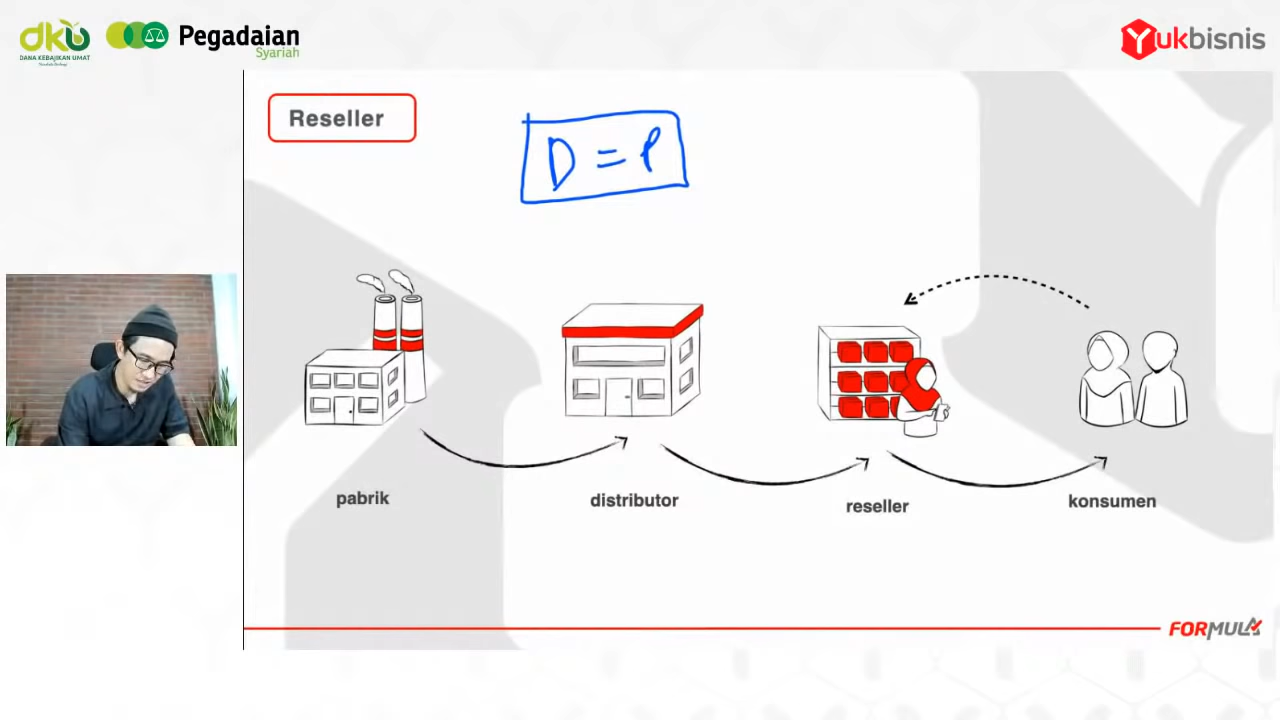 dku
DANA KEBAJIKAN UMAT
Pegadaian
Syariah
Yukbisnis
Reseller
D = P
pabrik
distributor
reseller
konsumen
FORMULA